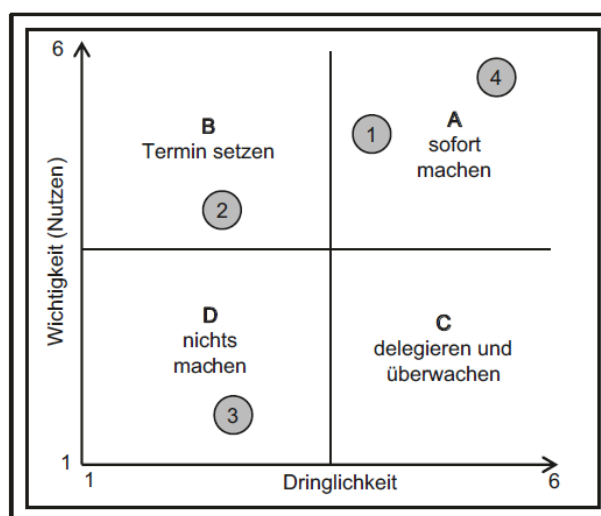 6
4
B
Termin setzen
1
A
sofort
machen
2
Wichtigkeit (Nutzen)
D
nichts
machen
C
delegieren und
überwachen
3
1
1
Dringlichkeit
6